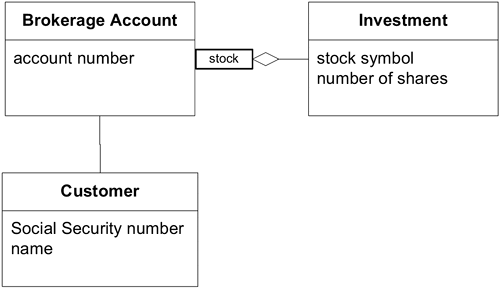 Brokerage Account
account number
stock
Investment
stock symbol
number of shares
Customer
Social Security number
name